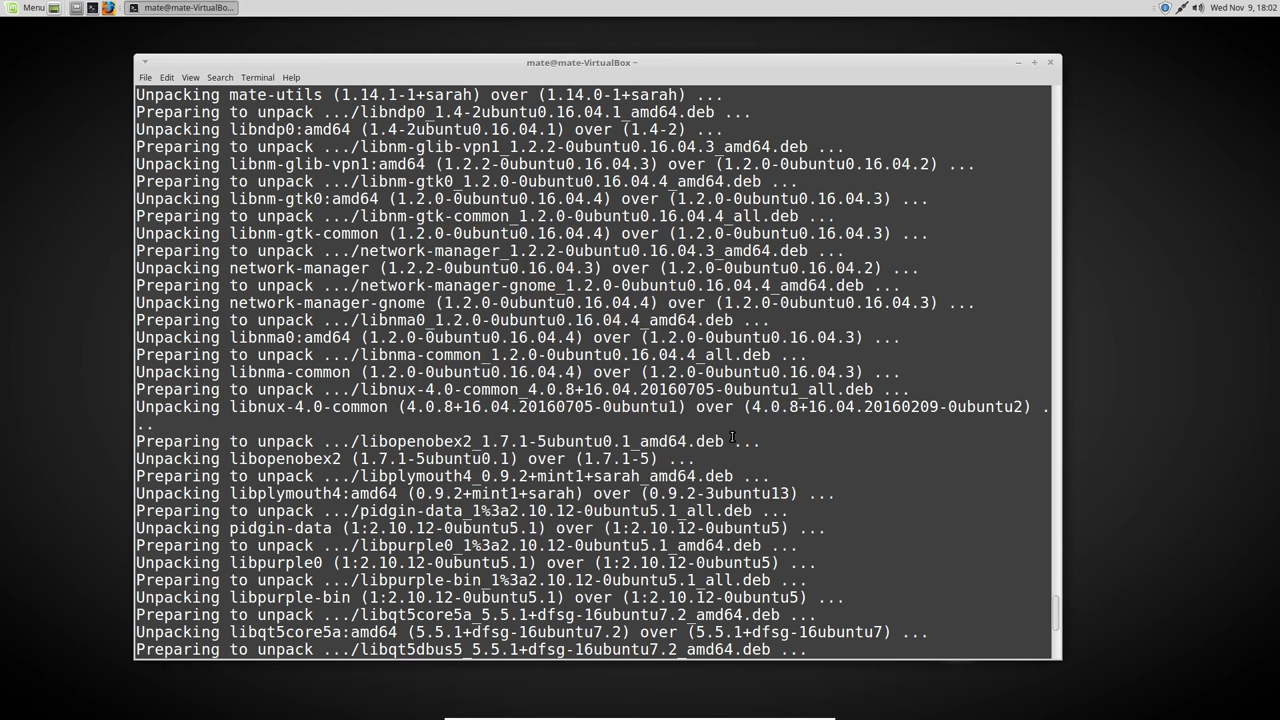 Menu
mate@mate-VirtualBo...
Wed Nov 9, 18:02
mate@mate-VirtualBox ~
File Edit View Search Terminal Help
Unpacking mate-utils (1.14.1-1+sarah) over (1.14.0-1+sarah) ...
Preparing to unpack .../libndp0_1.4-2ubuntu0.16.04.1_amd64.deb ...
Unpacking libndp0:amd64 (1.4-2ubuntu0.16.04.1) over (1.4-2) ...
Preparing to unpack .../libnm-glib-vpn1_1.2.2-0ubuntu0.16.04.3_amd64.deb ...
Unpacking libnm-glib-vpn1:amd64 (1.2.2-0ubuntu0.16.04.3) over (1.2.0-0ubuntu0.16.04.2) ...
Preparing to unpack .../libnm-gtk0_1.2.0-0ubuntu0.16.04.4_amd64.deb ...
Unpacking libnm-gtk0:amd64 (1.2.0-0ubuntu0.16.04.4) over (1.2.0-0ubuntu0.16.04.3) ...
Preparing to unpack .../libnm-gtk-common_1.2.0-0ubuntu0.16.04.4_all.deb ...
Unpacking libnm-gtk-common (1.2.0-0ubuntu0.16.04.4) over (1.2.0-0ubuntu0.16.04.3) ...
Preparing to unpack .../network-manager_1.2.2-0ubuntu0.16.04.3_amd64.deb ...
Unpacking network-manager (1.2.2-0ubuntu0.16.04.3) over (1.2.0-0ubuntu0.16.04.2) ...
Preparing to unpack .../network-manager-gnome_1.2.0-0ubuntu0.16.04.4_amd64.deb ...
Unpacking network-manager-gnome (1.2.0-0ubuntu0.16.04.4) over (1.2.0-0ubuntu0.16.04.3) ...
Preparing to unpack .../libnma0_1.2.0-0ubuntu0.16.04.4_amd64.deb ...
Unpacking libnma0:amd64 (1.2.0-0ubuntu0.16.04.4) over (1.2.0-0ubuntu0.16.04.3) ...
Preparing to unpack .../libnma-common_1.2.0-0ubuntu0.16.04.4_all.deb ...
Unpacking libnma-common (1.2.0-0ubuntu0.16.04.4) over (1.2.0-0ubuntu0.16.04.3) ...
Preparing to unpack .../libnux-4.0-common_4.0.8+16.04.20160705-0ubuntu1_all.deb ...
Unpacking libnux-4.0-common (4.0.8+16.04.20160705-0ubuntu1) over (4.0.8+16.04.20160209-0ubuntu2) .
..
Preparing to unpack .../libopenobex2_1.7.1-5ubuntu0.1_amd64.deb ...
Unpacking libopenobex2 (1.7.1-5ubuntu0.1) over (1.7.1-5) ...
Preparing to unpack .../libplymouth4_0.9.2+mint1+sarah_amd64.deb ...
Unpacking libplymouth4:amd64 (0.9.2+mint1+sarah) over (0.9.2-3ubuntu13) ...
Preparing to unpack .../pidgin-data_1%3a2.10.12-0ubuntu5.1_all.deb ...
Unpacking pidgin-data (1:2.10.12-0ubuntu5.1) over (1:2.10.12-0ubuntu5) ...
Preparing to unpack .../libpurple0_1%3a2.10.12-0ubuntu5.1_amd64.deb ...
Unpacking libpurple0 (1:2.10.12-0ubuntu5.1) over (1:2.10.12-0ubuntu5) ...
Preparing to unpack .../libpurple-bin_1%3a2.10.12-0ubuntu5.1_all.deb ...
Unpacking libpurple-bin (1:2.10.12-0ubuntu5.1) over (1:2.10.12-0ubuntu5) ...
Preparing to unpack .../libqt5core5a_5.5.1+dfsg-16ubuntu7.2_amd64.deb ...
Unpacking libqt5core5a:amd64 (5.5.1+dfsg-16ubuntu7.2) over (5.5.1+dfsg-16ubuntu7) ...
Preparing to unpack .../libqt5dbus5_5.5.1+dfsg-16ubuntu7.2_amd64.deb ...